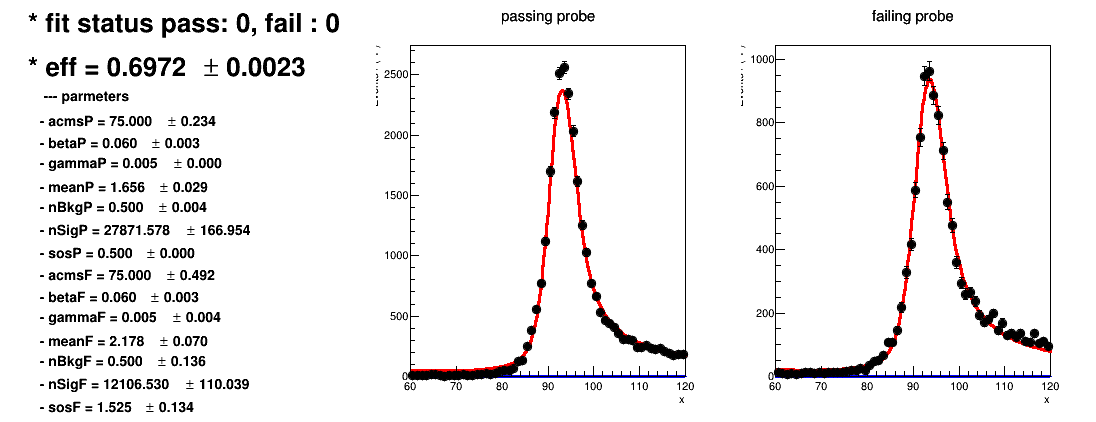 * fit status pass: 0, fail : 0
* eff = 0.6972 ± 0.0023
--- parmeters
- acmsP = 75.000 ± 0.234
- betaP = 0.060 ± 0.003
- gammaP = 0.005 ± 0.000
- meanP = 1.656 ± 0.029
- nBkgP = 0.500 ± 0.004
- nSigP = 27871.578 ± 166.954
- sosP = 0.500 ± 0.000
- acmsF = 75.000 ± 0.492
- betaF = 0.060 ± 0.003
- gammaF = 0.005 ± 0.004
- meanF = 2.178 ± 0.070
- nBkgF = 0.500 ± 0.136
- nSigF = 12106.530 ± 110.039
- sosF = 1.525 ± 0.134
passing probe
2500
2000
1500
1000
500
0
60 70 80 90 100 110 120
x
failing probe
1000
800
600
400
200
0
60 70 80 90 100 110 120
x